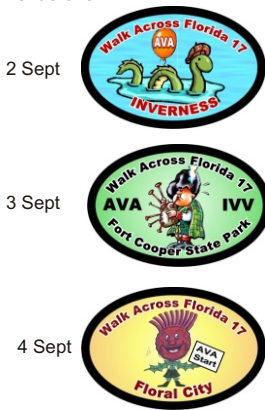 2 Sept
Walk Across Florida 17
AVA
INVERNESS
3 Sept
Walk Across Florida 17
AVA
IVV
Fort Cooper State Park
4 Sept
Walk Across Florida 17
AVA
Start
Floral City